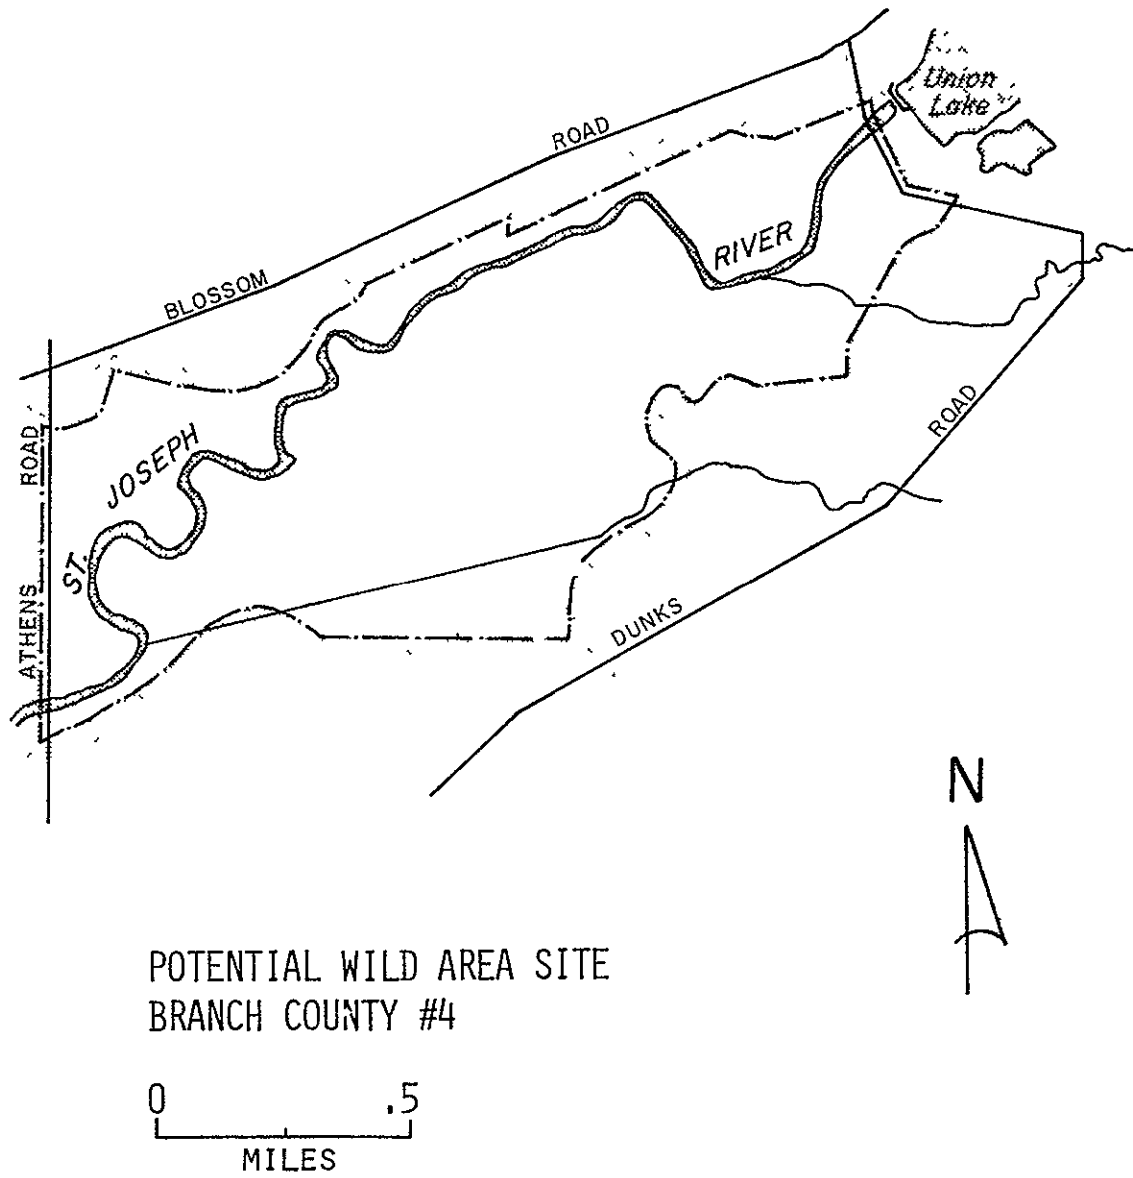 Union
Lake
ROAD
RIVER
BLOSSOM
ROAD
JOSEPH
ROAD
ST.
ATHENS
DUNKS
N
POTENTIAL WILD AREA SITE
BRANCH COUNTY #4
0 .5
MILES